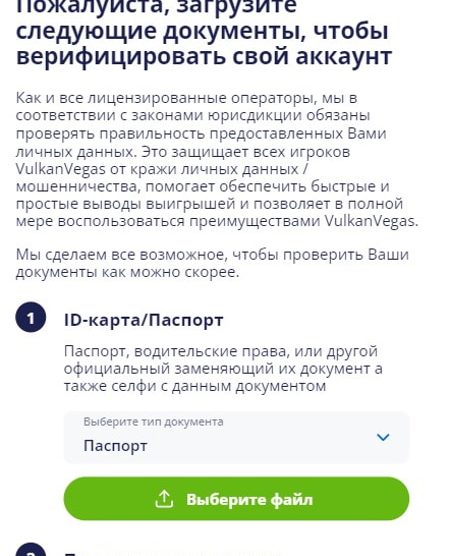 Пожалуйста, загрузите
следующие документы, чтобы
верифицировать свой аккаунт
Как и все лицензированные операторы, мы в
соответствии с законами юрисдикции обязаны
проверять правильность предоставленных Вами
личных данных. Это защищает всех игроков
VulkanVegas от кражи личных данных /
мошенничества, помогает обеспечить быстрые и
простые выводы выигрышей и позволяет в полной
мере воспользоваться преимуществами VulkanVegas.
Мы сделаем все возможное, чтобы проверить Ваши
документы как можно скорее.
1 ID-карта/Паспорт
Паспорт, водительские права, или другой
официальный заменяющий их документ а
также селфи с данным документом
Выберите тип документа
Паспорт
Выберите файл